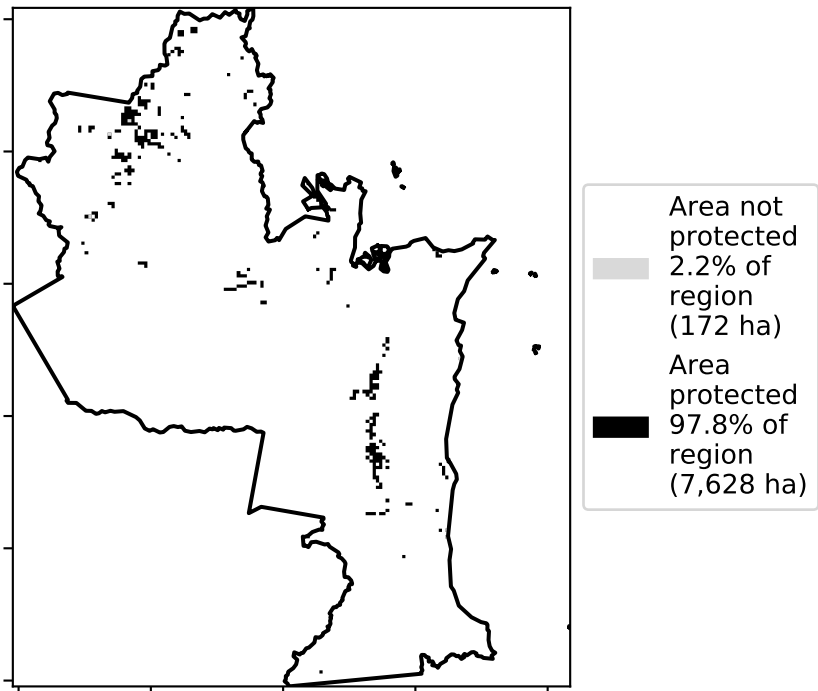 Area not
protected
2.2% of
region
(172 ha)
Area
protected
97.8% of
region
(7,628 ha)